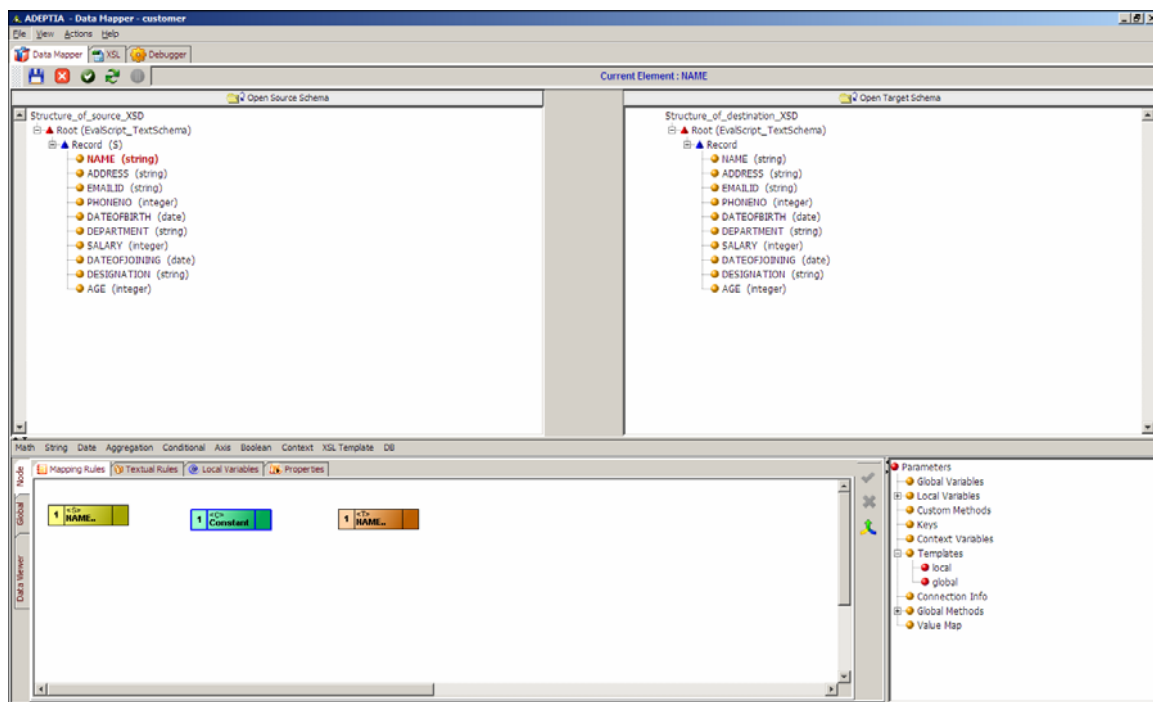 ADEPTIA - Data Mapper - customer
File View Actions Help
Data Mapper XSL Debugger
Current Element : NAME
Open Source Schema
Structure_of_source_XSD
Root (EvalScript_TextSchema)
Record (S)
NAME (string)
ADDRESS (string)
EMAILID (string)
PHONENO (integer)
DATEOFBIRTH (date)
DEPARTMENT (string)
SALARY (integer)
DATEOFJOINING (date)
DESIGNATION (string)
AGE (integer)
Open Target Schema
Structure_of_destination_XSD
Root (EvalScript_TextSchema)
Record
NAME (string)
ADDRESS (string)
EMAILID (string)
PHONENO (integer)
DATEOFBIRTH (date)
DEPARTMENT (string)
SALARY (integer)
DATEOFJOINING (date)
DESIGNATION (string)
AGE (integer)
Math String Date Aggregation Conditional Axis Boolean Context XSL Template DB
Node
Global
Data Viewer
Mapping Rules Textual Rules Local Variables Properties
1 <S> NAME..
1 <C> Constant
1 <T> NAME..
Parameters
Global Variables
Local Variables
Custom Methods
Keys
Context Variables
Templates
local
global
Connection Info
Global Methods
Value Map